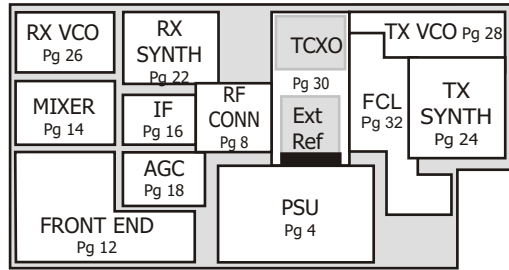 RX VCO
Pg 26
RX
SYNTH
Pg 22
TCXO
Pg 30
Ext
Ref
TX VCO Pg 28
MIXER
Pg 14
IF
Pg 16
RF
CONN
Pg 8
FCL
Pg 32
TX
SYNTH
Pg 24
AGC
Pg 18
FRONT END
Pg 12
PSU
Pg 4